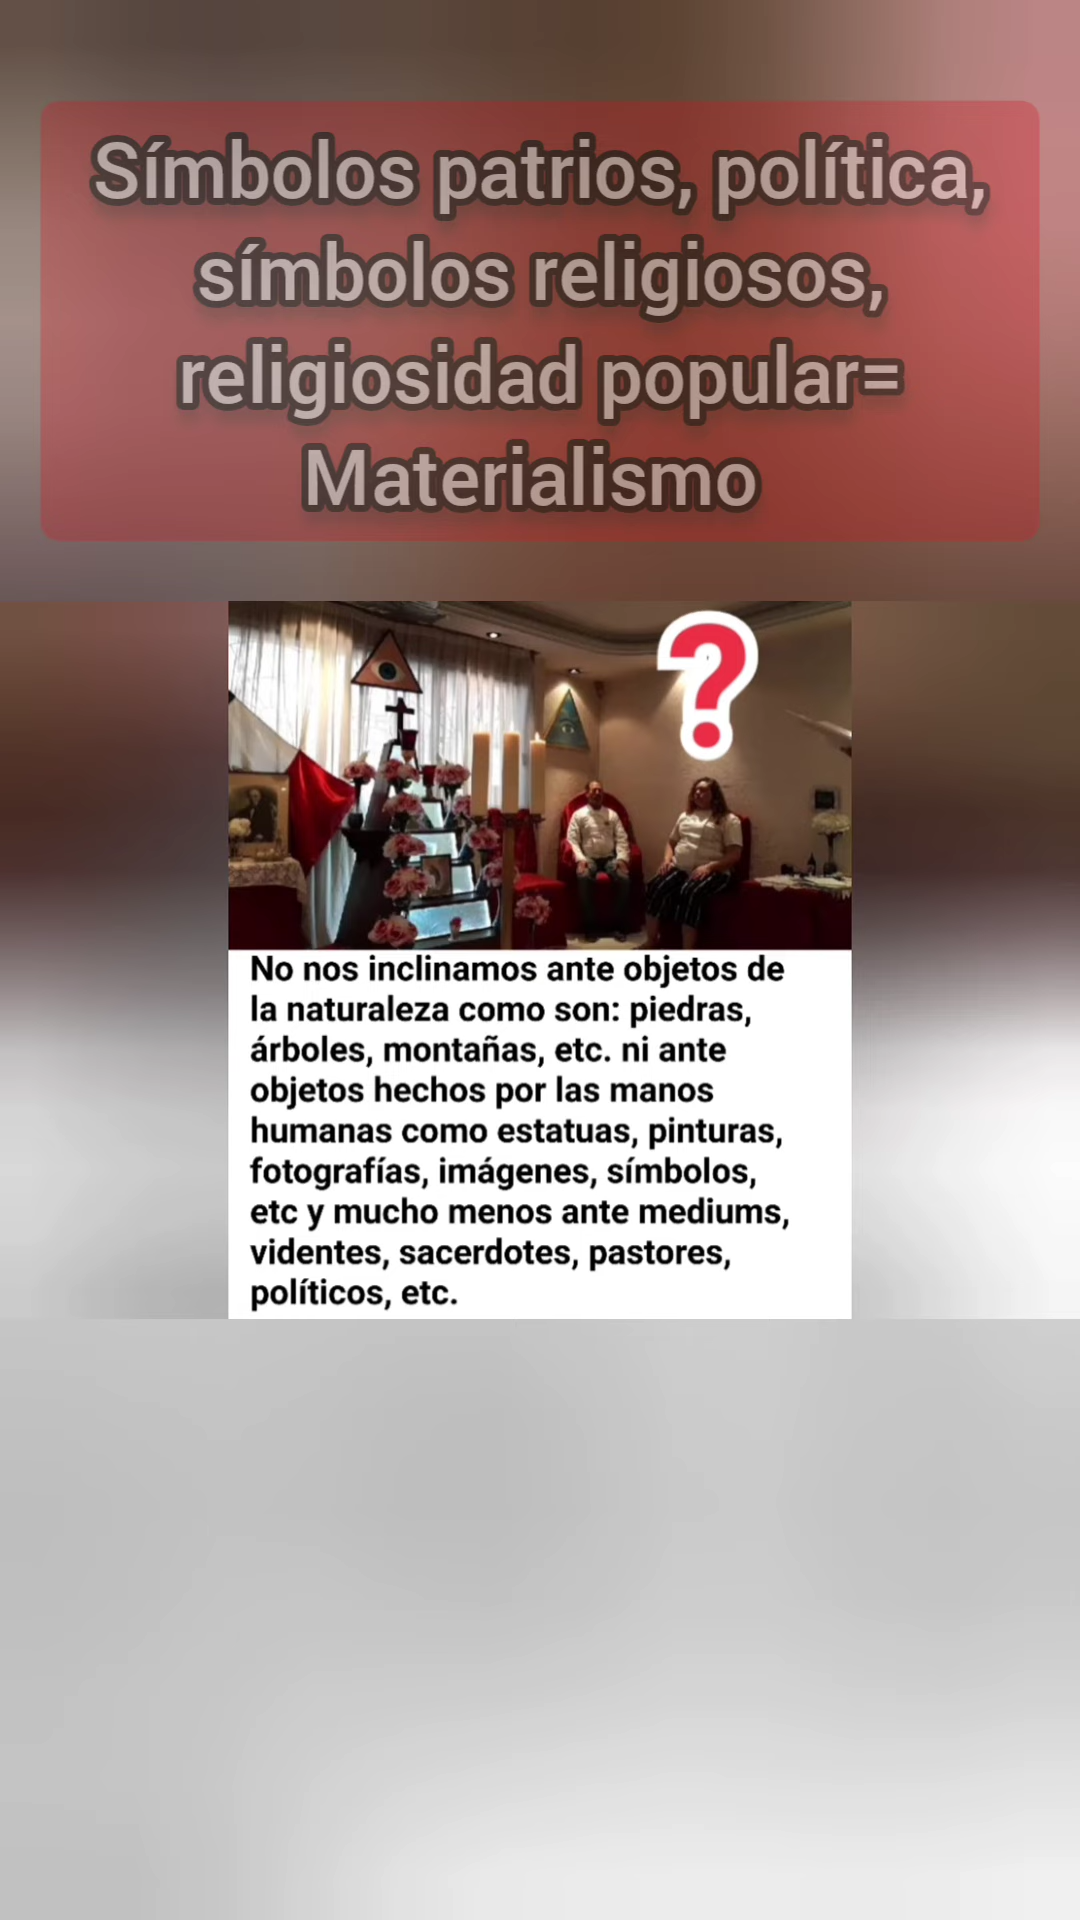 Símbolos patrios, política,
símbolos religiosos,
religiosidad popular=
Materialismo
?
No nos inclinamos ante objetos de
la naturaleza como son: piedras,
árboles, montañas, etc. ni ante
objetos hechos por las manos
humanas como estatuas, pinturas,
fotografías, imágenes, símbolos,
etc y mucho menos ante mediums,
videntes, sacerdotes, pastores,
políticos, etc.